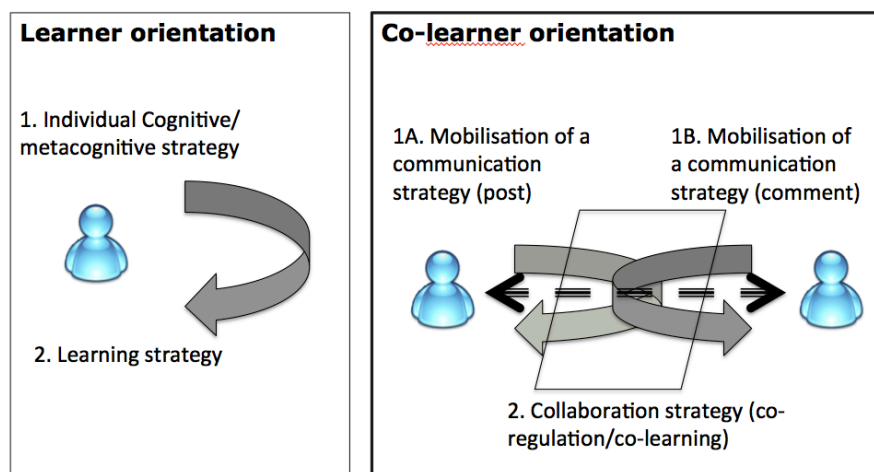 Learner orientation
1. Individual Cognitive/
metacognitive strategy
2. Learning strategy
Co-learner orientation
1A. Mobilisation of a
communication
strategy (post)
1B. Mobilisation of
a communication
strategy (comment)
2. Collaboration strategy (co-
regulation/co-learning)